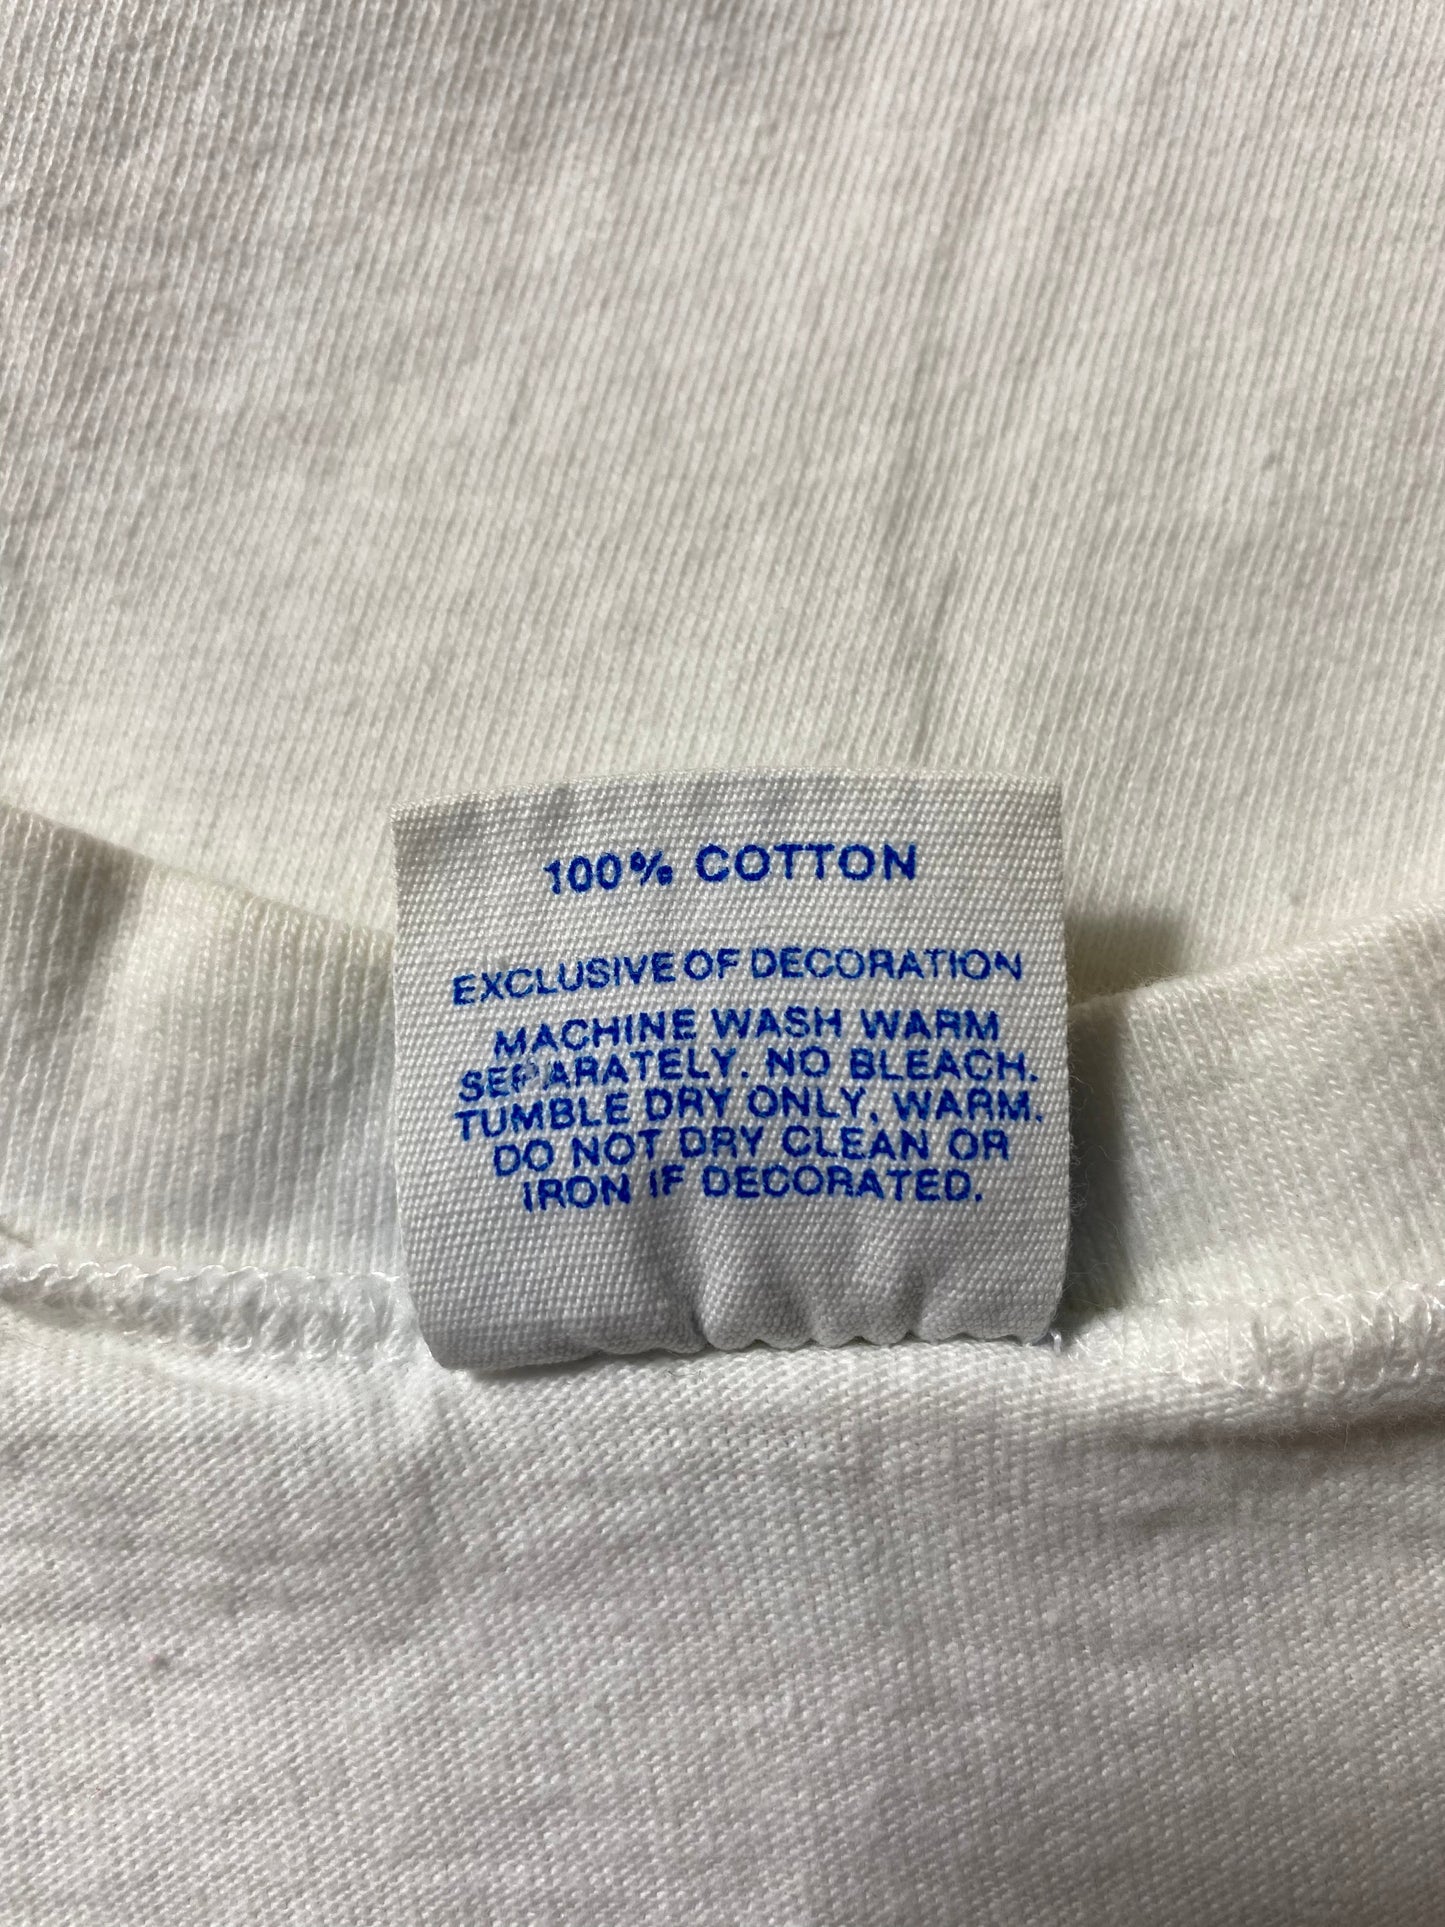 100% COTTON
EXCLUSIVE OF DECORATION
MACHINE WASH WARM
SEPARATELY. NO BLEACH.
TUMBLE DRY ONLY, WARM.
DO NOT DRY CLEAN OR
IRON IF DECORATED.